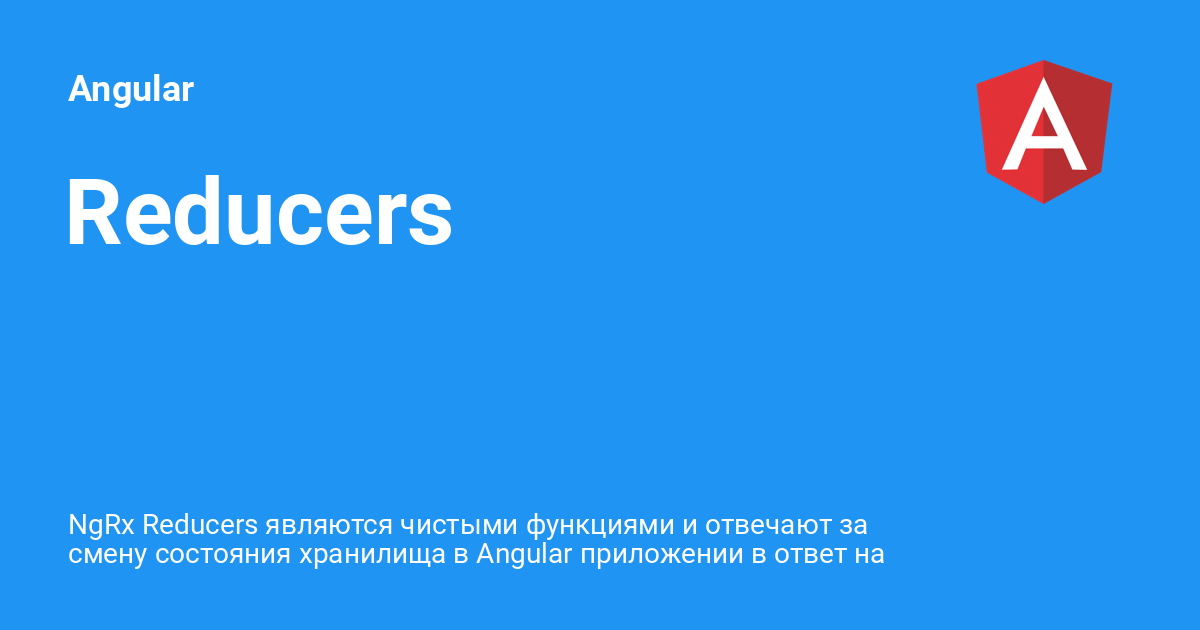 Angular
Reducers
NgRx Reducers являются чистыми функциями и отвечают за
смену состояния хранилища в Angular приложении в ответ на